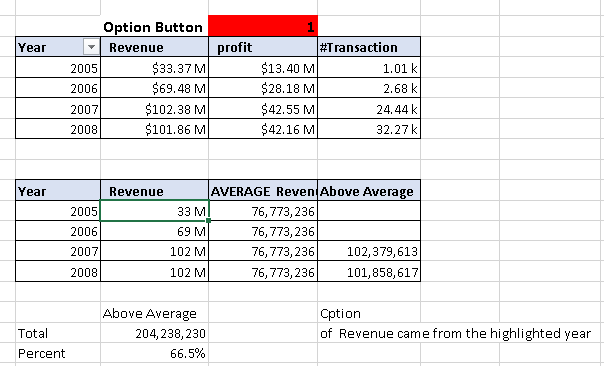 Option Button 1
Year Revenue profit #Transaction
2005 $33.37 M $13.40 M 1.01 k
2006 $69.48 M $28.18 M 2.68 k
2007 $102.38 M $42.55 M 24.44 k
2008 $101.86 M $42.16 M 32.27 k
Year Revenue AVERAGE Reven Above Average
2005 33 M 76,773,236
2006 69 M 76,773,236
2007 102 M 76,773,236 102,379,613
2008 102 M 76,773,236 101,858,617
Above Average Cption
Total 204,238,230 of Revenue came from the highlighted year
Percent 66.5%